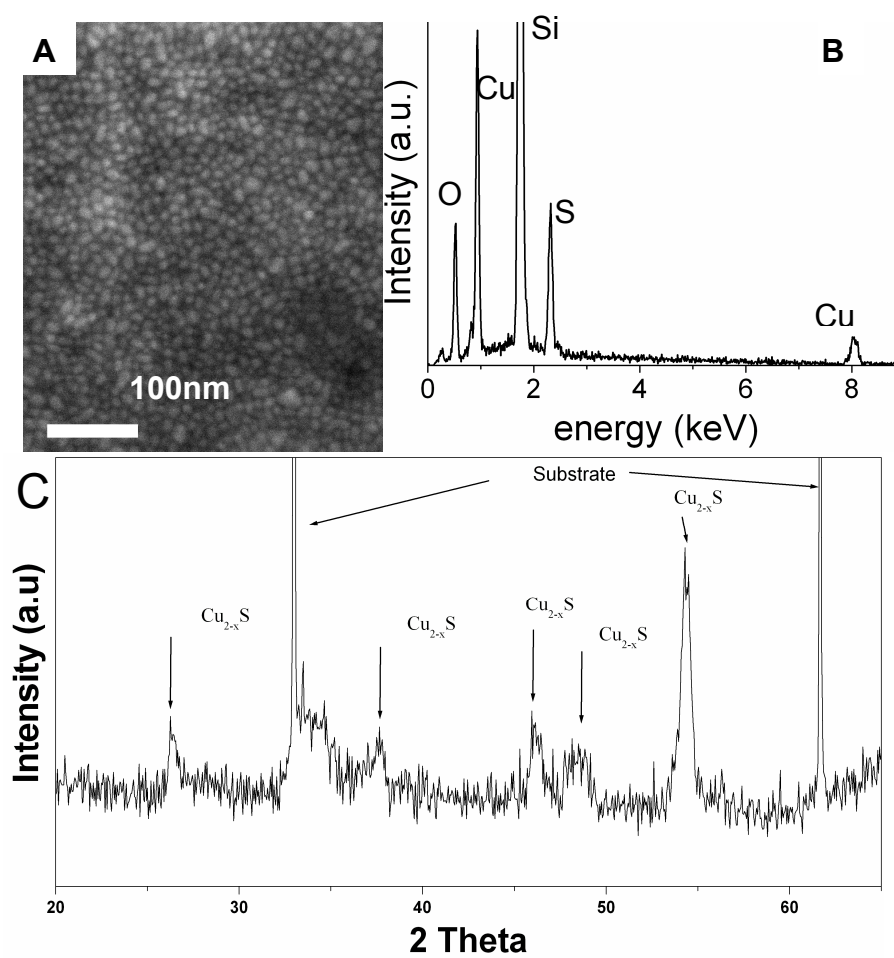 A
100nm
B
Si
Cu
O
S
Cu
Intensity (a.u.)
0 2 4 6 8
energy (keV)
C
Substrate
Cu2-xS
Cu2-xS
Cu2-xS
Cu2-xS
Cu2-xS
Intensity (a.u)
20 30 40 50 60
2 Theta